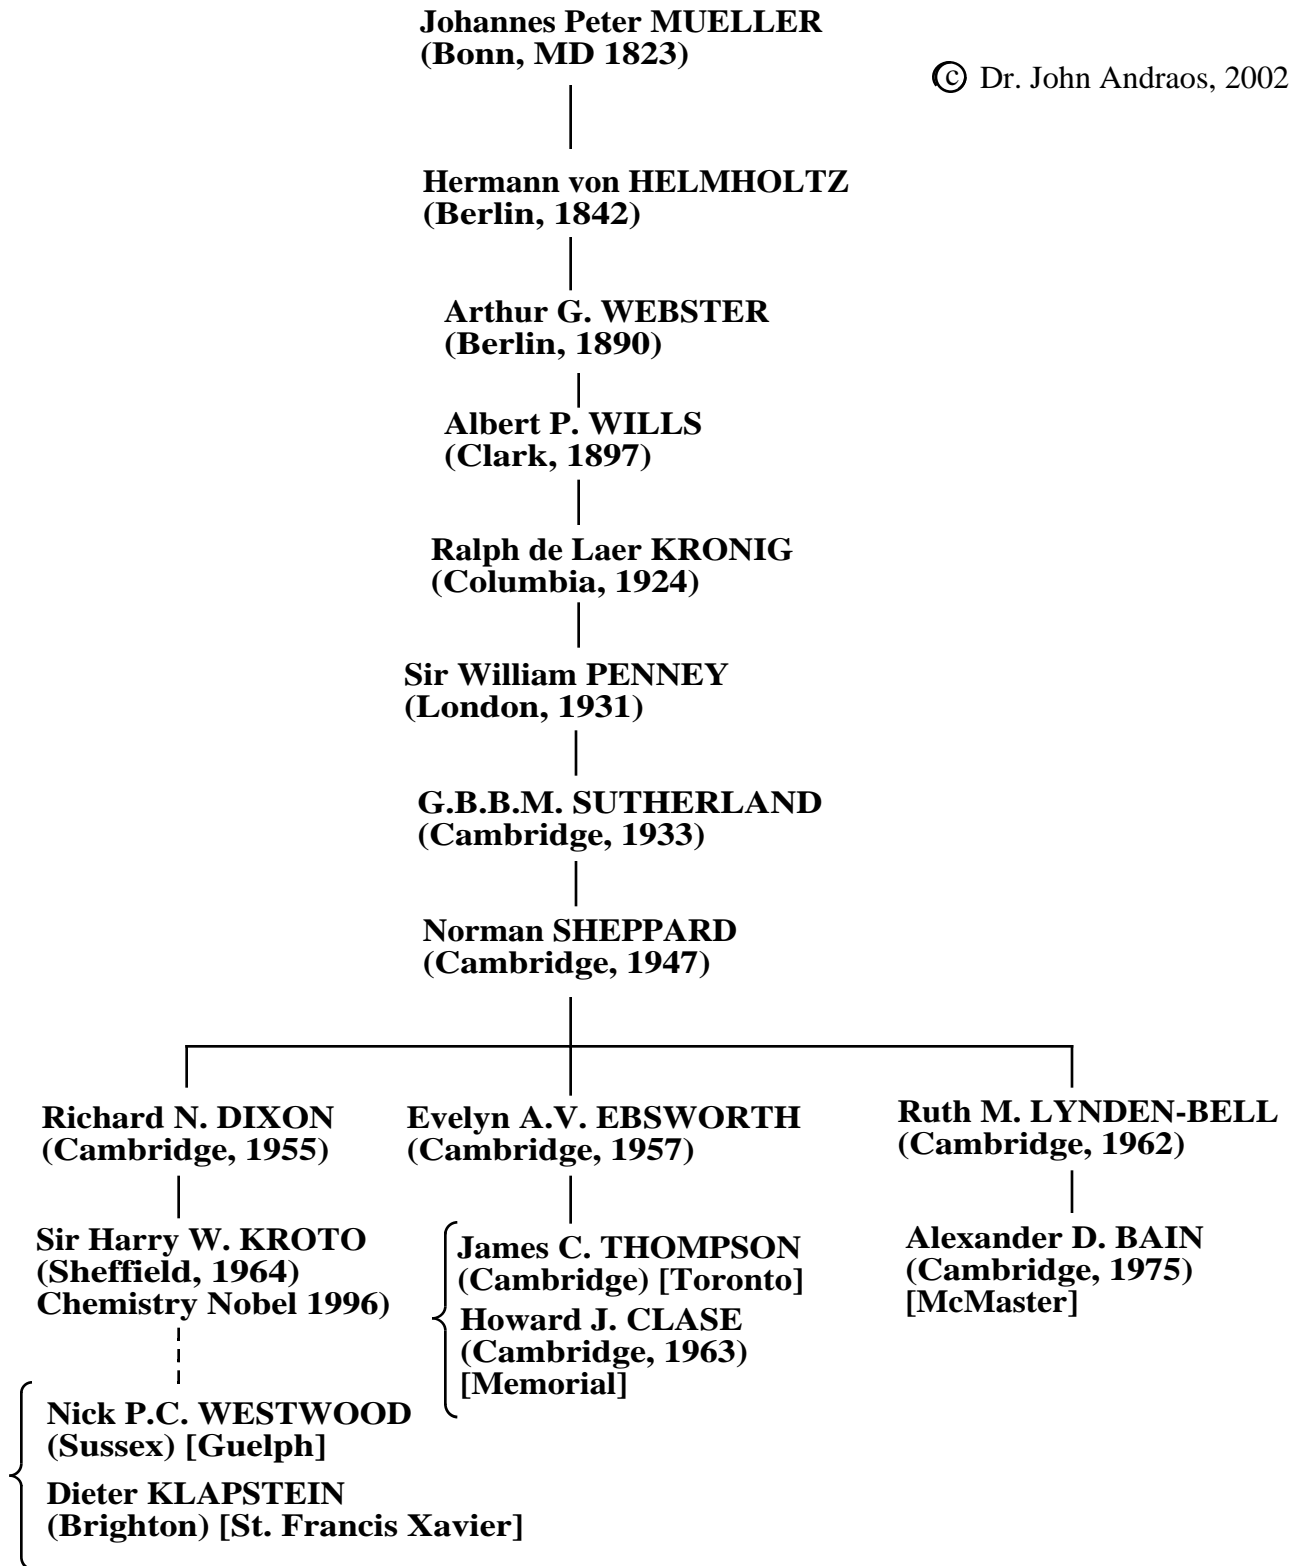 Johannes Peter MUELLER
(Bonn, MD 1823)
© Dr. John Andraos, 2002
Hermann von HELMHOLTZ
(Berlin, 1842)
Arthur G. WEBSTER
(Berlin, 1890)
Albert P. WILLS
(Clark, 1897)
Ralph de Laer KRONIG
(Columbia, 1924)
Sir William PENNEY
(London, 1931)
G.B.B.M. SUTHERLAND
(Cambridge, 1933)
Norman SHEPPARD
(Cambridge, 1947)
Richard N. DIXON
(Cambridge, 1955)
Evelyn A.V. EBSWORTH
(Cambridge, 1957)
Ruth M. LYNDEN-BELL
(Cambridge, 1962)
Sir Harry W. KROTO
(Sheffield, 1964)
Chemistry Nobel 1996)
James C. THOMPSON
(Cambridge) [Toronto]
Howard J. CLASE
(Cambridge, 1963)
[Memorial]
Alexander D. BAIN
(Cambridge, 1975)
[McMaster]
Nick P.C. WESTWOOD
(Sussex) [Guelph]
Dieter KLAPSTEIN
(Brighton) [St. Francis Xavier]